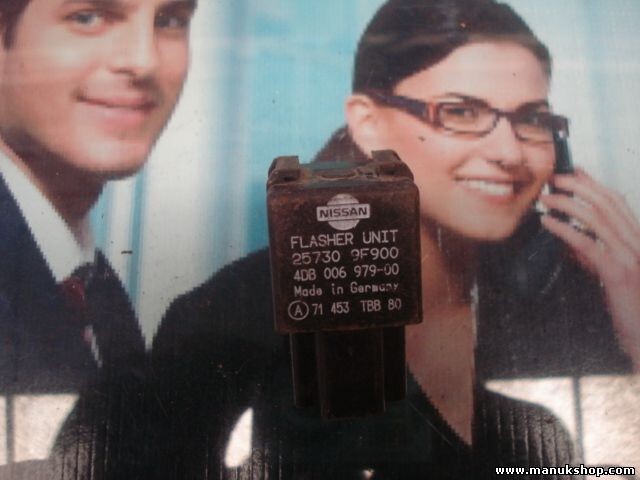 NISSAN
FLASHER UNIT
25730 9F900
4DB 006 979-00
Made in Germany
A 71 453 TBB 80
www.manukshop.com